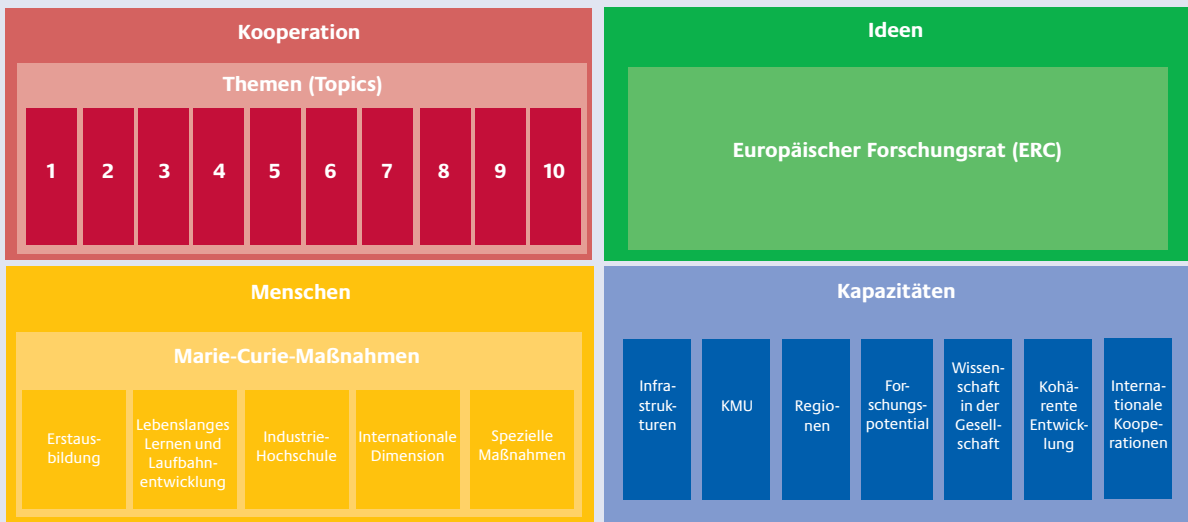 Kooperation
Themen (Topics)
1
2
3
4
5
6
7
8
9
10
Ideen
Europäischer Forschungsrat (ERC)
Menschen
Marie-Curie-Maßnahmen
Erstaus-
bildung
Lebenslanges
Lernen und
Laufbahn-
entwicklung
Industrie-
Hochschule
Internationale
Dimension
Spezielle
Maßnahmen
Kapazitäten
Infra-
struk-
turen
KMU
Regio-
nen
For-
schungs-
potential
Wissen-
schaft
in der
Gesell-
schaft
Kohä-
rente
Entwick-
lung
Interna-
tionale
Koope-
rationen